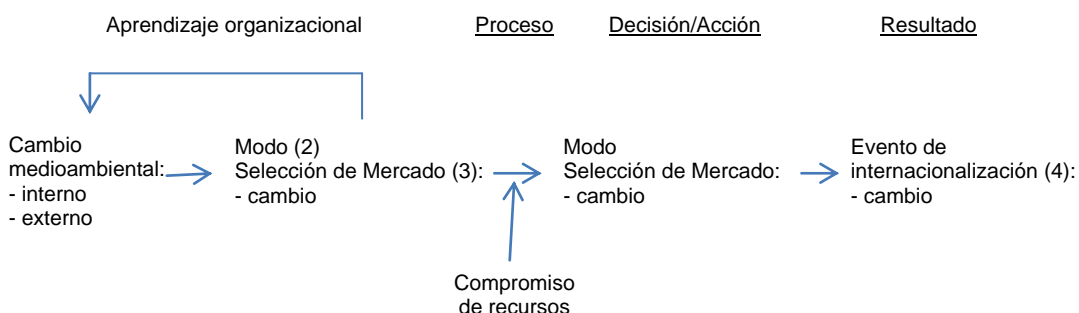 Aprendizaje organizacional Proceso Decisión/Acción Resultado
Cambio
medioambiental:
- interno
- externo
Modo (2)
Selección de Mercado (3):
- cambio
Modo
Selección de Mercado:
- cambio
Evento de
internacionalización (4):
- cambio
Compromiso
de recursos